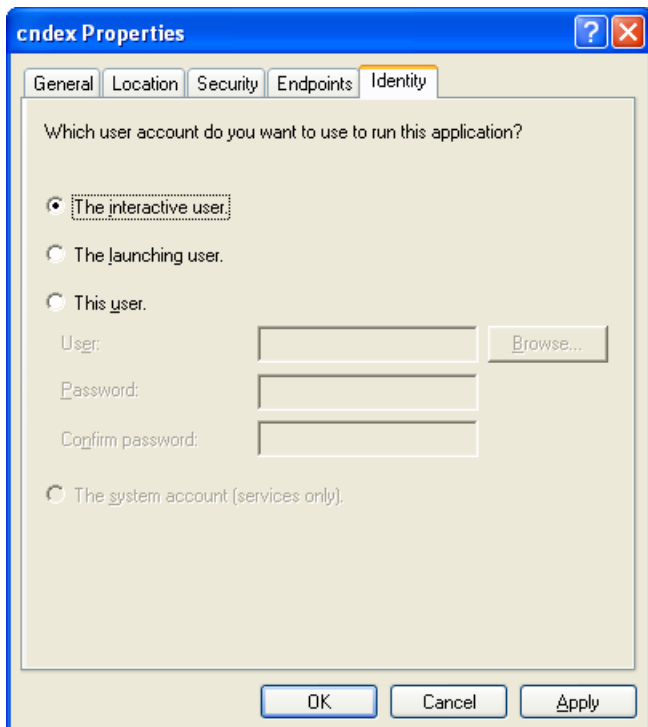 cndex Properties
General Location Security Endpoints Identity
Which user account do you want to use to run this application?
The interactive user.
The launching user.
This user.
User:
Browse...
Password:
Confirm password:
The system account (services only).
OK Cancel Apply